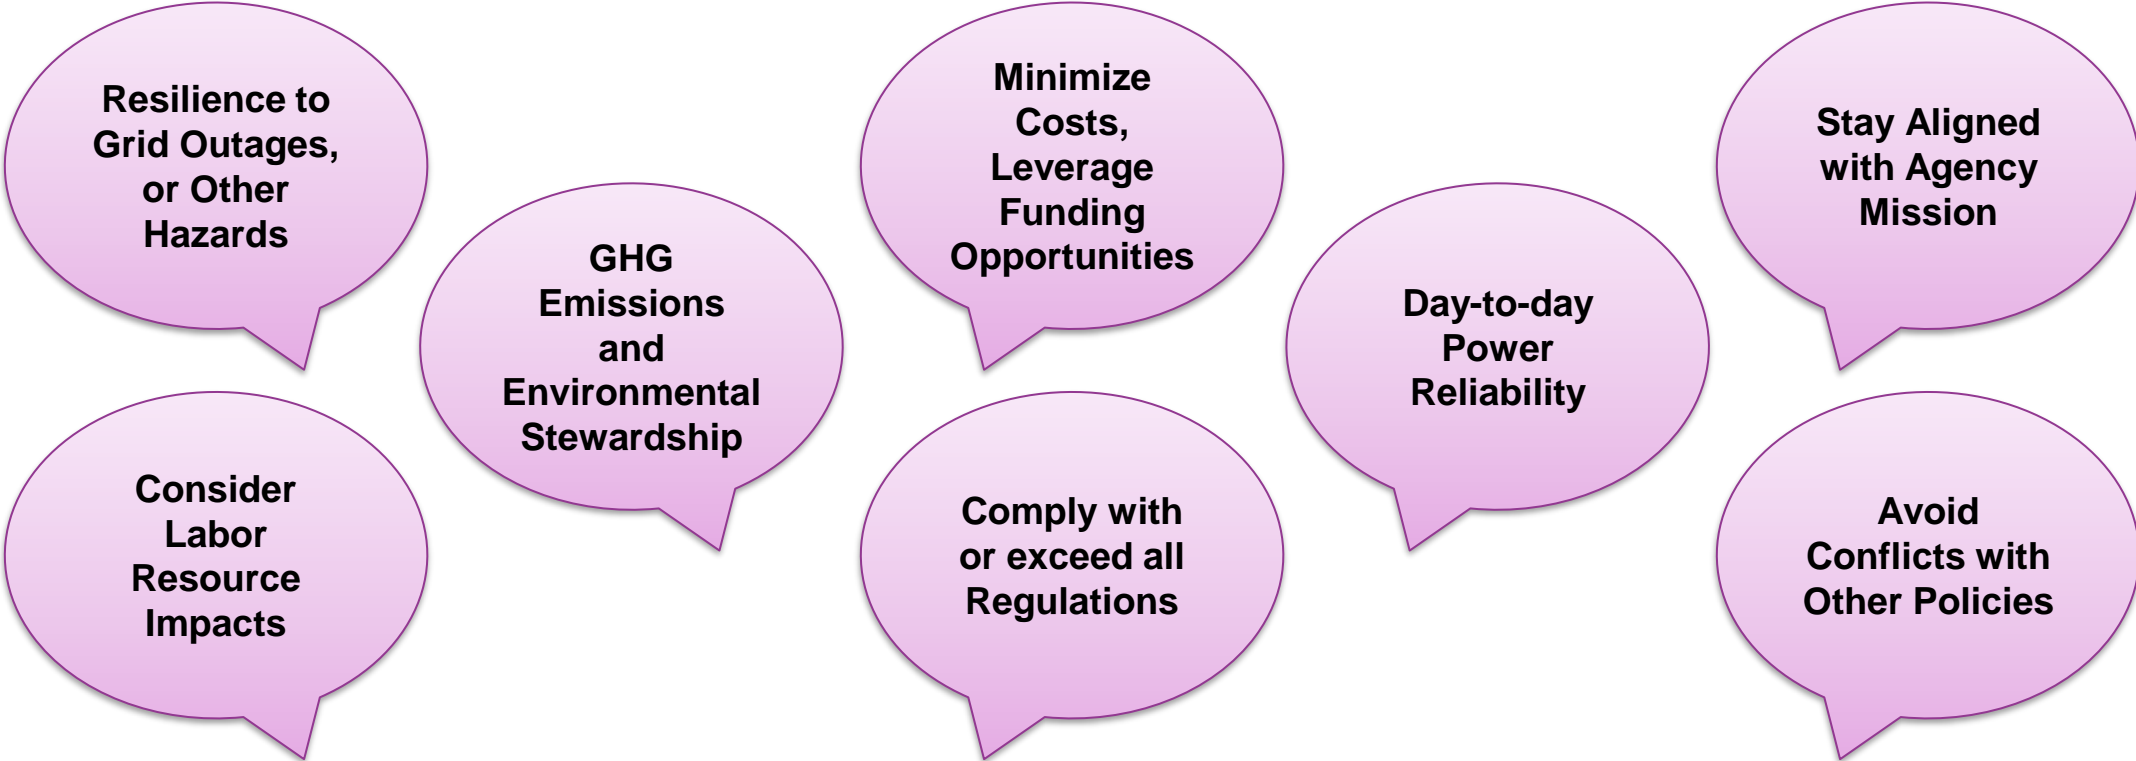 Resilience to
Grid Outages,
or Other
Hazards
GHG
Emissions
and
Environmental
Stewardship
Minimize
Costs,
Leverage
Funding
Opportunities
Day-to-day
Power
Reliability
Stay Aligned
with Agency
Mission
Consider
Labor
Resource
Impacts
Comply with
or exceed all
Regulations
Avoid
Conflicts with
Other Policies